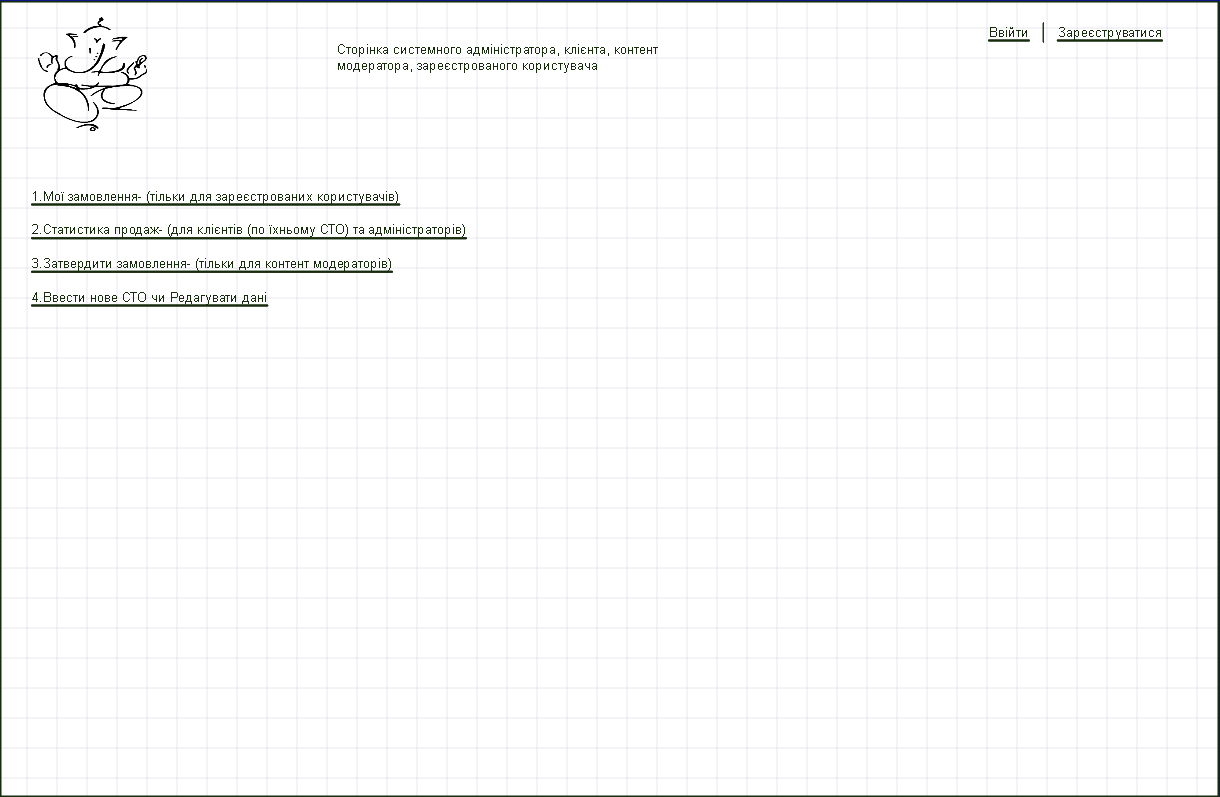 Ввійти | Зареєструватися
Сторінка системного адміністратора, клієнта, контент
модератора, зареєстрованого користувача
1.Мої замовлення- (тільки для зареєстрованих користувачів)
2.Статистика продаж- (для клієнтів (по їхньому СТО) та адміністраторів)
3.Затвердити замовлення- (тільки для контент модераторів)
4.Ввести нове СТО чи Редагувати дані